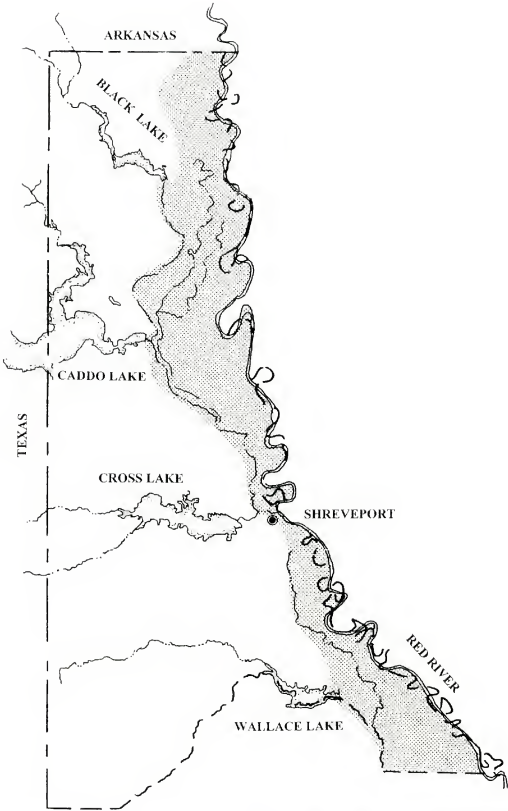 ARKANSAS
BLACK LAKE
CADDO LAKE
TEXAS
CROSS LAKE
SHREVEPORT
RED RIVER
WALLACE LAKE